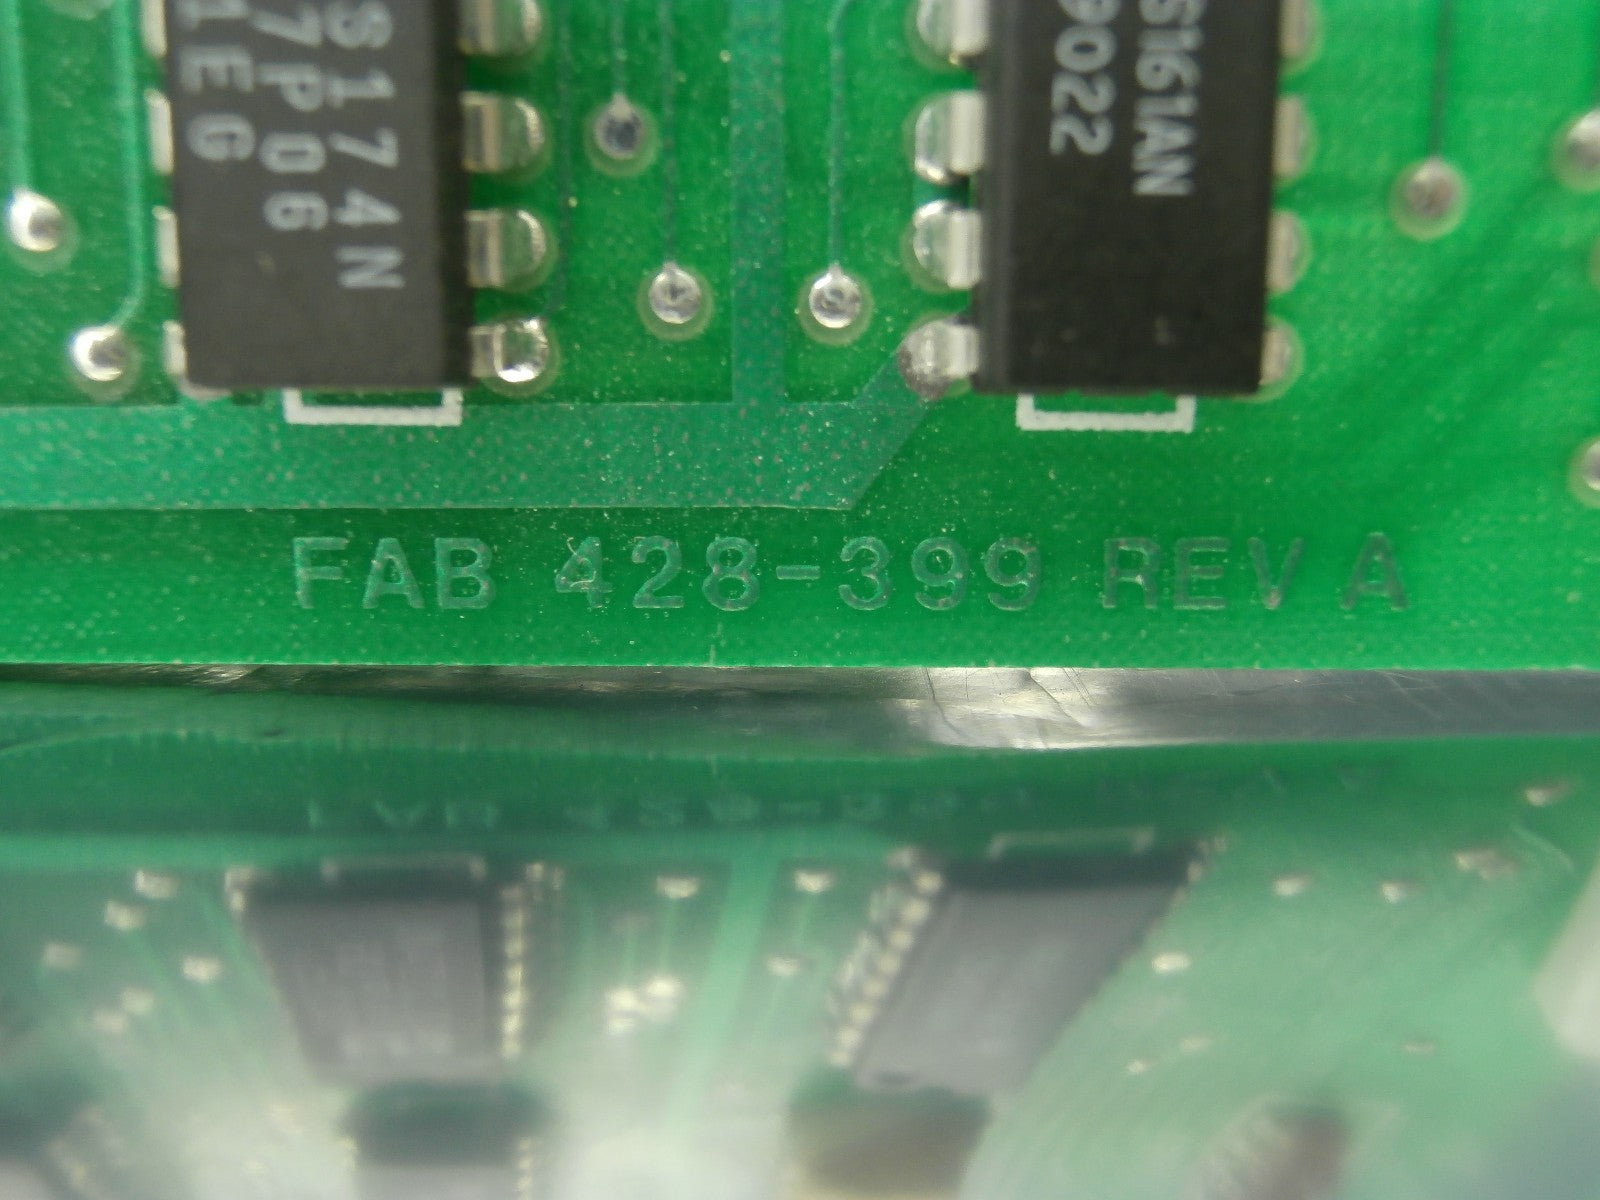 S174N
7P06
1EG
S161AN
9022
FAB 428-399 REV A